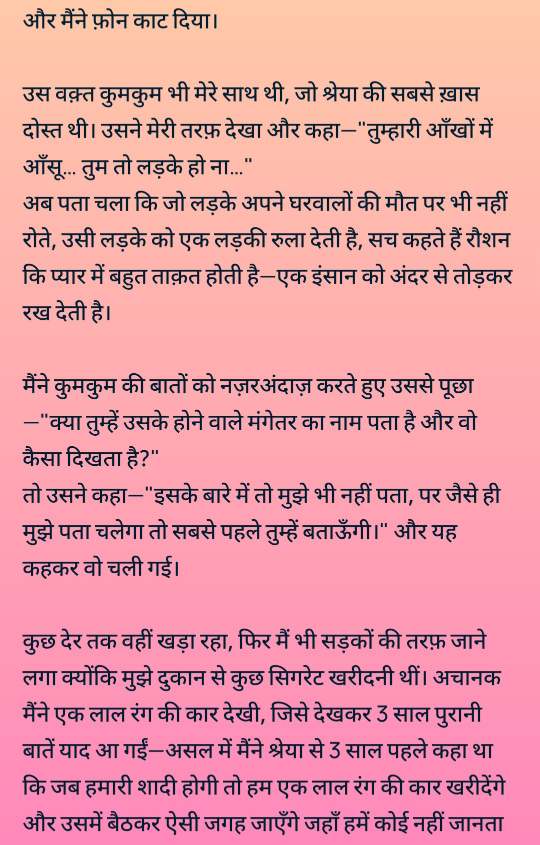 और मैंने फ़ोन काट दिया।
उस वक़्त कुमकुम भी मेरे साथ थी, जो श्रेया की सबसे ख़ास
दोस्त थी। उसने मेरी तरफ़ देखा और कहा—"तुम्हारी आँखों में
आँसू... तुम तो लड़के हो ना..."
अब पता चला कि जो लड़के अपने घरवालों की मौत पर भी नहीं
रोते, उसी लड़के को एक लड़की रुला देती है, सच कहते हैं रौशन
कि प्यार में बहुत ताक़त होती है—एक इंसान को अंदर से तोड़कर
रख देती है।
मैंने कुमकुम की बातों को नज़रअंदाज़ करते हुए उससे पूछा
—"क्या तुम्हें उसके होने वाले मंगेतर का नाम पता है और वो
कैसा दिखता है?"
तो उसने कहा—"इसके बारे में तो मुझे भी नहीं पता, पर जैसे ही
मुझे पता चलेगा तो सबसे पहले तुम्हें बताऊँगी।" और यह
कहकर वो चली गई।
कुछ देर तक वहीं खड़ा रहा, फिर मैं भी सड़कों की तरफ़ जाने
लगा क्योंकि मुझे दुकान से कुछ सिगरेट खरीदनी थीं। अचानक
मैंने एक लाल रंग की कार देखी, जिसे देखकर 3 साल पुरानी
बातें याद आ गईं—असल में मैंने श्रेया से 3 साल पहले कहा था
कि जब हमारी शादी होगी तो हम एक लाल रंग की कार खरीदेंगे
और उसमें बैठकर ऐसी जगह जाएँगे जहाँ हमें कोई नहीं जानता